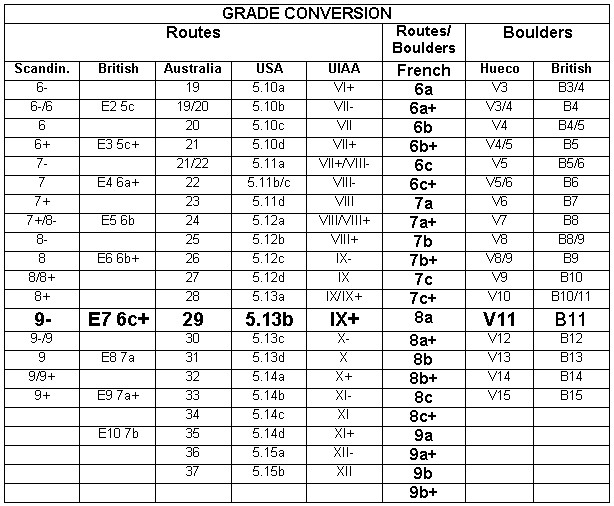 GRADE CONVERSION
Routes Routes/ Boulders Boulders
Scandin. British Australia USA UIAA French Hueco British
6- 19 5.10a VI+ 6a V3 B3/4
6-/6 E2 5c 19/20 5.10b VII- 6a+ V3/4 B4
6 20 5.10c VII 6b V4 B4/5
6+ E3 5c+ 21 5.10d VII+ 6b+ V4/5 B5
7- 21/22 5.11a VII+/VIII- 6c V5 B5/6
7 E4 6a+ 22 5.11b/c VIII- 6c+ V5/6 B6
7+ 23 5.11d VIII 7a V6 B7
7+/8- E5 6b 24 5.12a VIII/VIII+ 7a+ V7 B8
8- 25 5.12b VIII+ 7b V8 B8/9
8 E6 6b+ 26 5.12c IX- 7b+ V8/9 B9
8/8+ 27 5.12d IX 7c V9 B10
8+ 28 5.13a IX/IX+ 7c+ V10 B10/11
9- E7 6c+ 29 5.13b IX+ 8a V11 B11
9-/9 30 5.13c X- 8a+ V12 B12
9 E8 7a 31 5.13d X 8b V13 B13
9/9+ 32 5.14a X+ 8b+ V14 B14
9+ E9 7a+ 33 5.14b XI- 8c V15 B15
34 5.14c XI 8c+
E10 7b 35 5.14d XI+ 9a
36 5.15a XII- 9a+
37 5.15b XII 9b
9b+